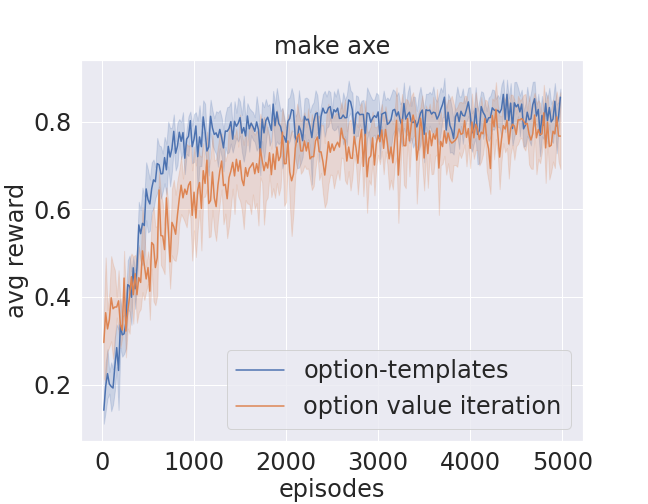 make axe
avg reward
0.8
0.6
0.4
0.2
option-templates
option value iteration
0 1000 2000 3000 4000 5000
episodes